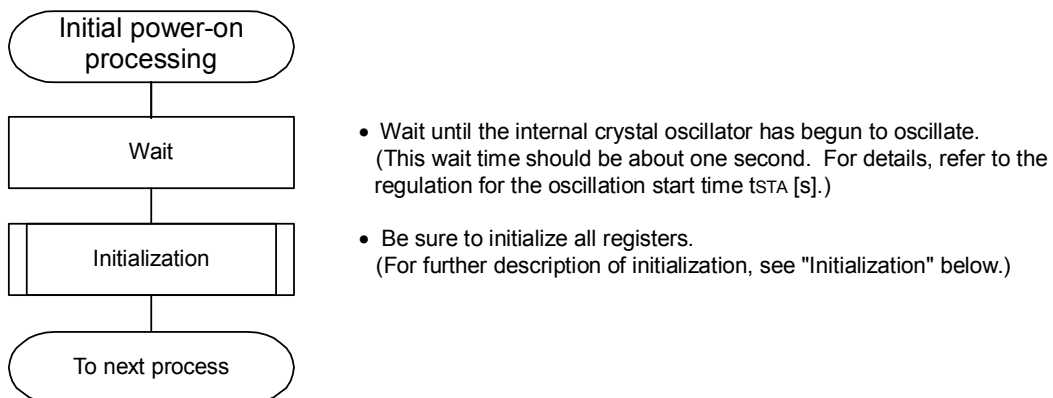 Initial power-on
processing
Wait
• Wait until the internal crystal oscillator has begun to oscillate.
(This wait time should be about one second. For details, refer to the
regulation for the oscillation start time tSTA [s].)
Initialization
• Be sure to initialize all registers.
(For further description of initialization, see "Initialization" below.)
To next process